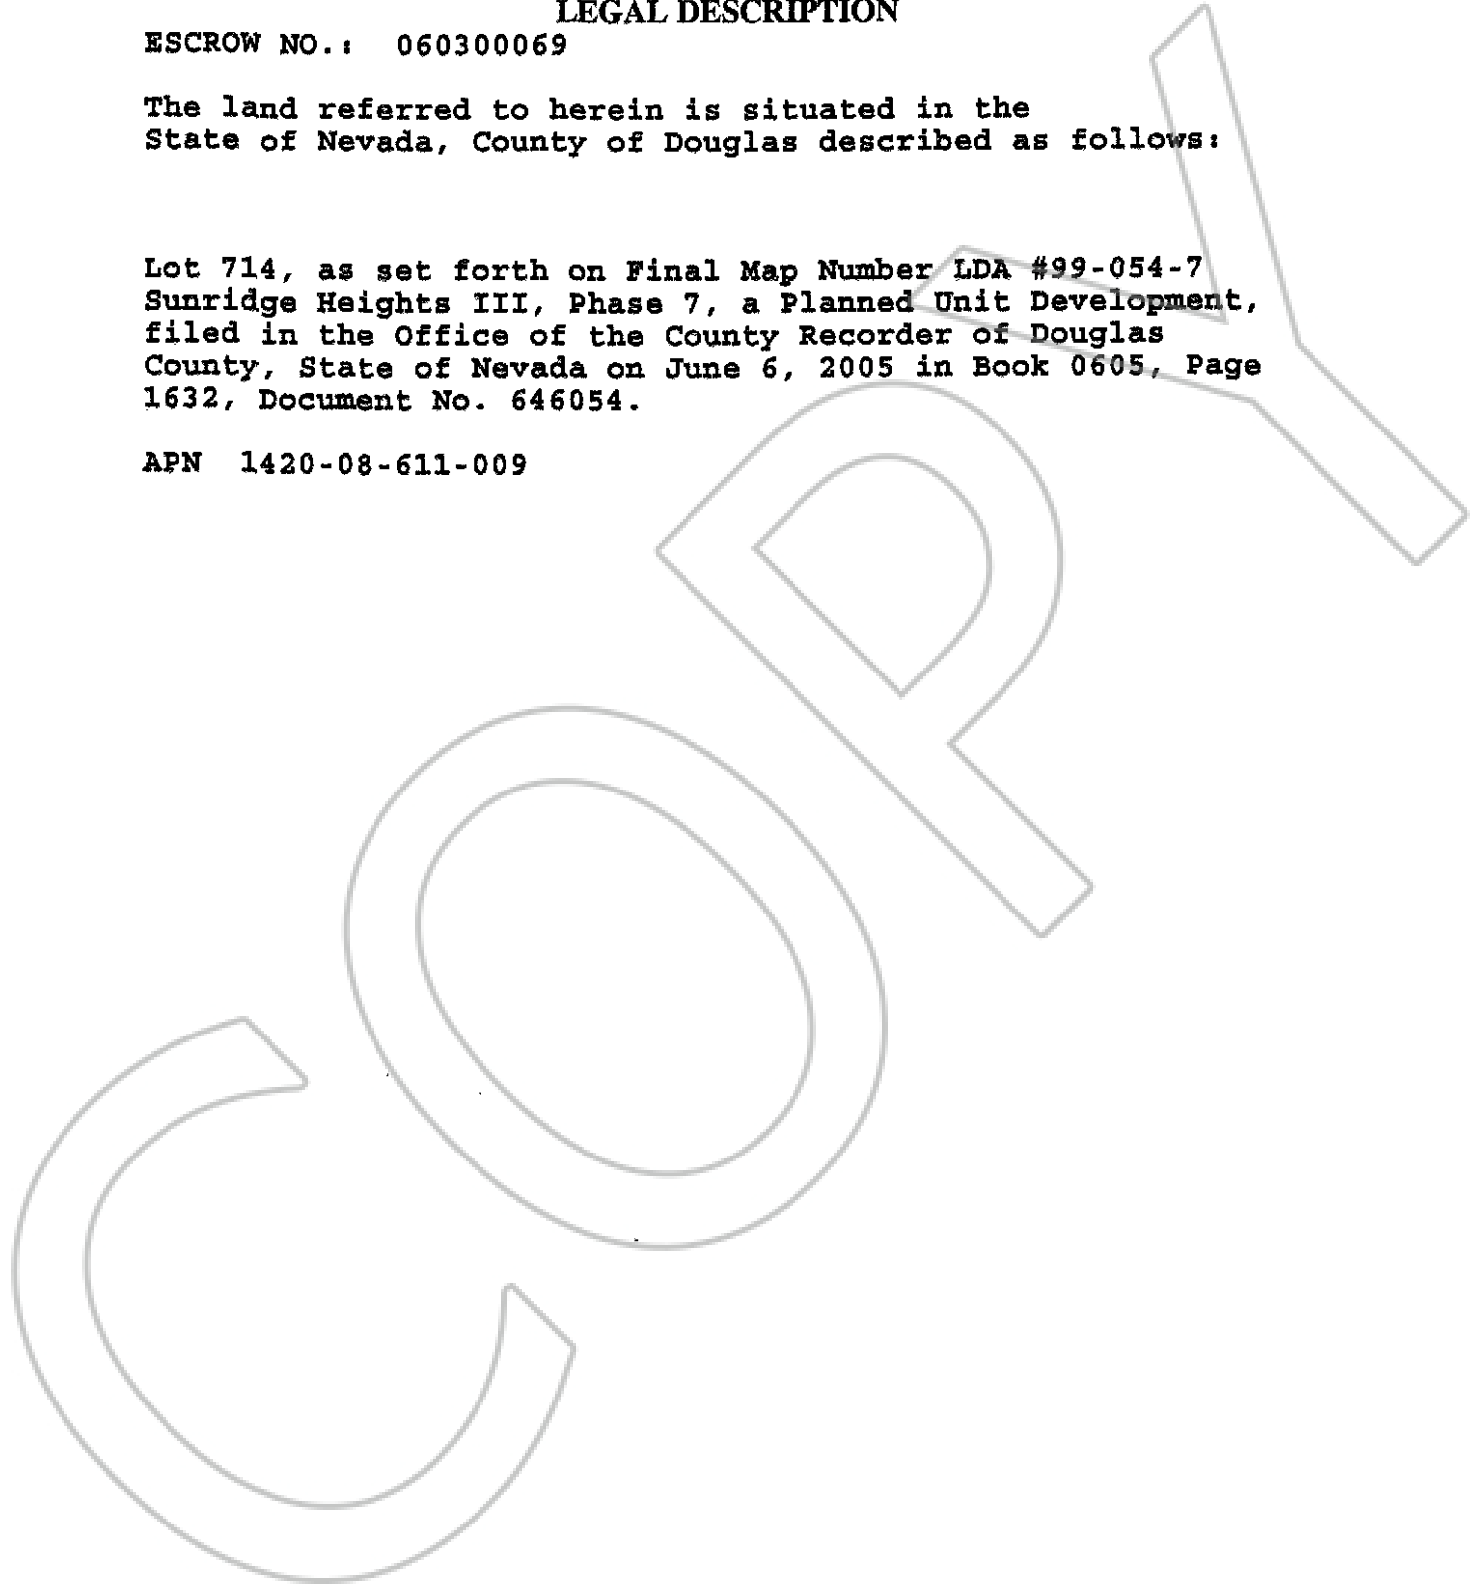 LEGAL DESCRIPTION
ESCROW NO.: 060300069
The land referred to herein is situated in the
State of Nevada, County of Douglas described as follows:
Lot 714, as set forth on Final Map Number LDA #99-054-7
Sunridge Heights III, Phase 7, a Planned Unit Development,
filed in the Office of the County Recorder of Douglas
County, State of Nevada on June 6, 2005 in Book 0605, Page
1632, Document No. 646054.
APN 1420-08-611-009
COPY